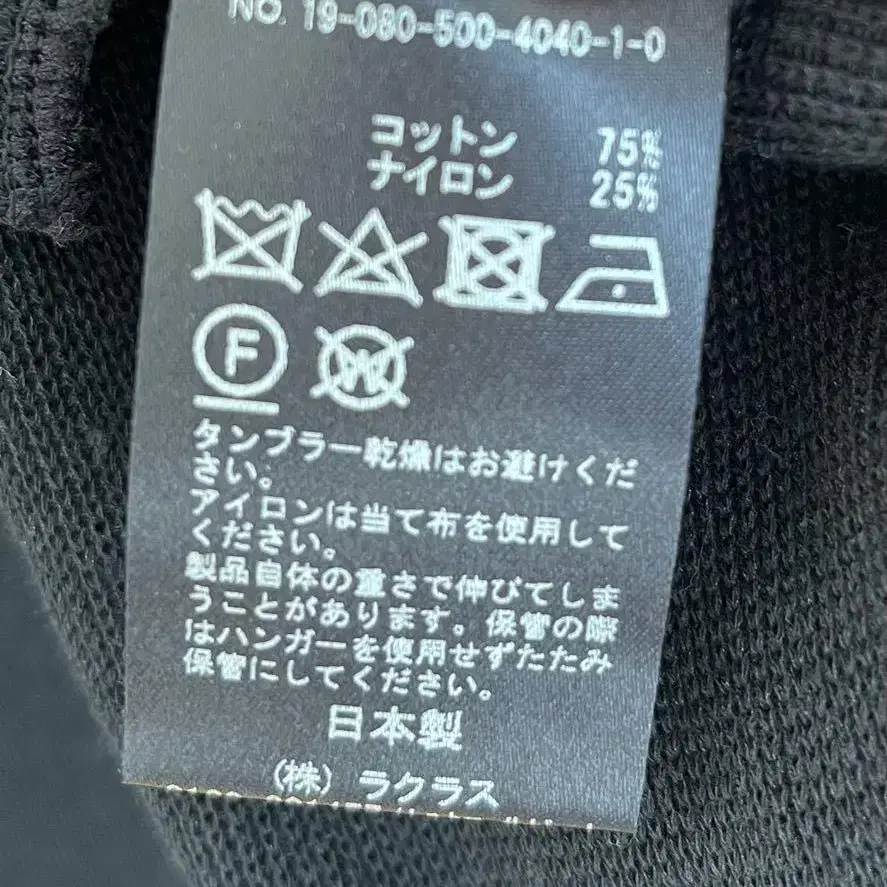 No. 19-080-500-4040-1-0
コットン 75%
ナイロン 25%
F
W
タンブラー乾燥はお避けくだ
さい。
アイロンは当て布を使用して
ください。
製品自体の重さで伸びてしま
うことがあります。保管の際
はハンガーを使用せずたたみ
保管にしてください。
日本製
(株) ラクラス